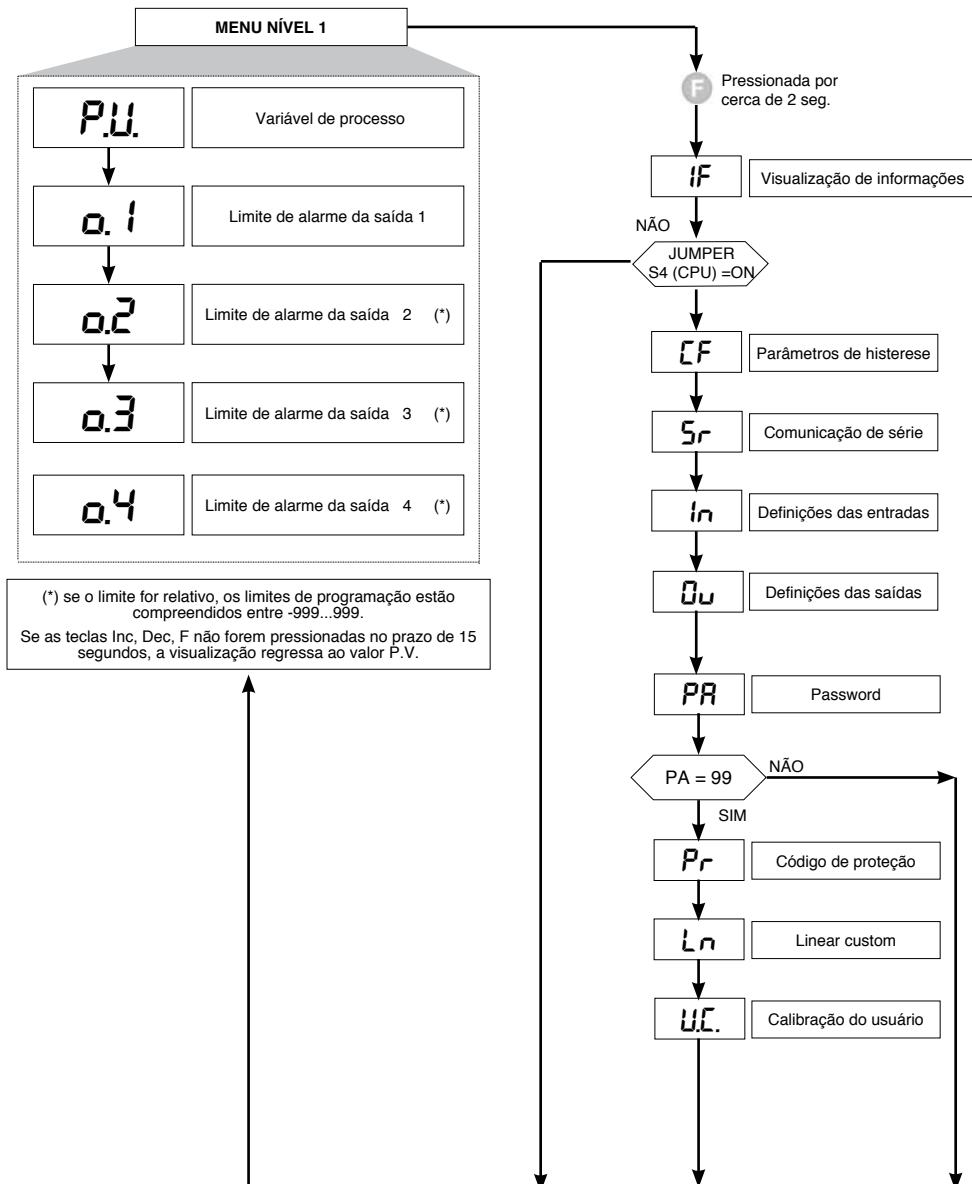 MENU NÍVEL 1
P.V.
Variável de processo
o.1
Limite de alarme da saída 1
o.2
Limite de alarme da saída 2 (*)
o.3
Limite de alarme da saída 3 (*)
o.4
Limite de alarme da saída 4 (*)
(*) se o limite for relativo, os limites de programação estão
compreendidos entre -999...999.
Se as teclas Inc, Dec, F não forem pressionadas no prazo de 15
segundos, a visualização regressa ao valor P.V.
F
Pressionada por
cerca de 2 seg.
IF
Visualização de informações
NÃO
JUMPER
S4 (CPU) =ON
CF
Parâmetros de histerese
Sr
Comunicação de série
In
Definições das entradas
Ou
Definições das saídas
PA
Password
PA = 99
NÃO
SIM
Pr
Código de proteção
Ln
Linear custom
U.C.
Calibração do usuário